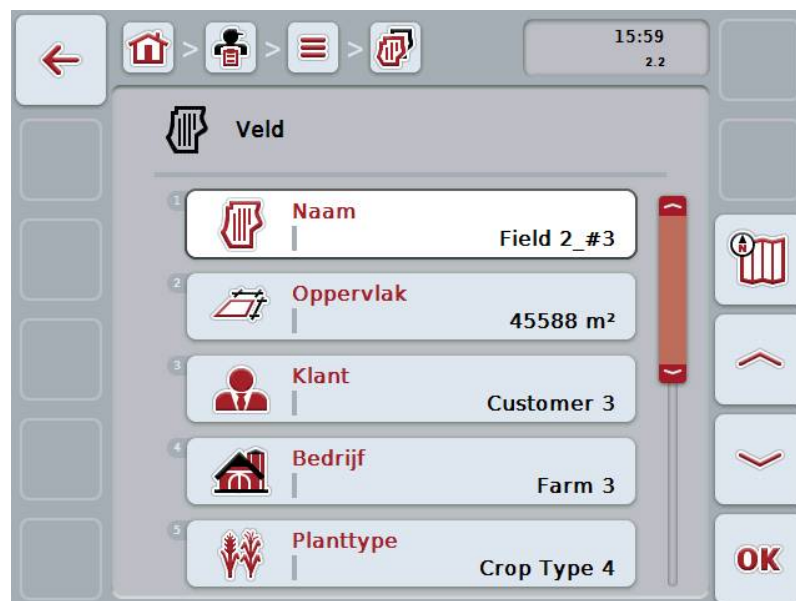 15:59
2.2
Veld
1
Naam
Field 2_#3
N
2
Oppervlak
45588 m²
3
Klant
Customer 3
4
Bedrijf
Farm 3
5
Planttype
Crop Type 4
OK